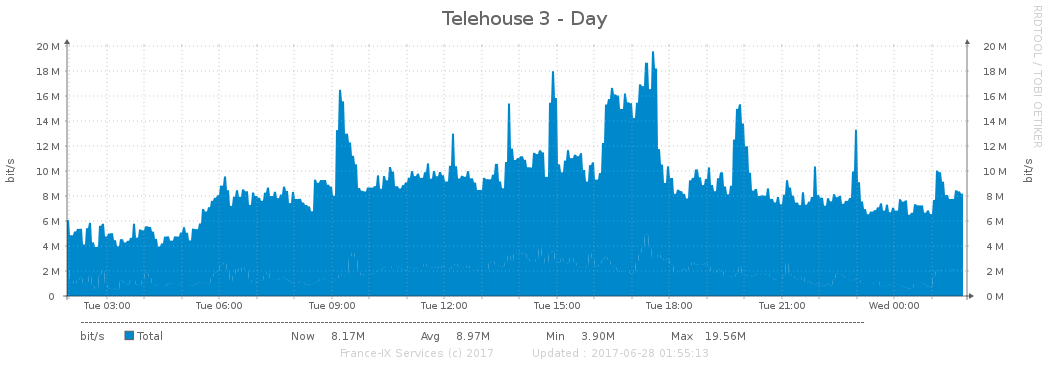 Telehouse 3 - Day
RRDTOOL / TOBI OETIKER
20 M 20 M
18 M 18 M
16 M 16 M
14 M 14 M
12 M 12 M
10 M 10 M
8 M 8 M
6 M 6 M
4 M 4 M
2 M 2 M
0 0 M
bit/s
bit/s
Tue 03:00 Tue 06:00 Tue 09:00 Tue 12:00 Tue 15:00 Tue 18:00 Tue 21:00 Wed 00:00
bit/s Total Now 8.17M Avg 8.97M Min 3.90M Max 19.56M
France-IX Services (c) 2017 Updated : 2017-06-28 01:55:13